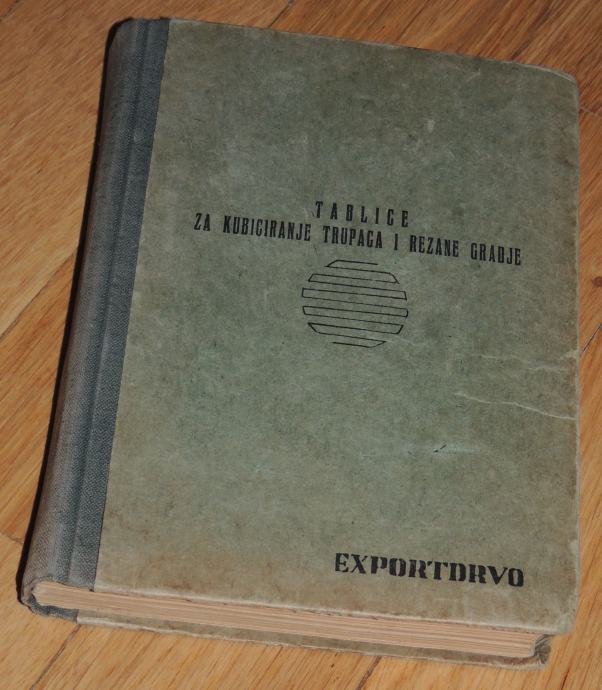 TABLICE
ZA KUBICIRANJE TRUPACA I REZANE GRADJE
EXPORTDRVO